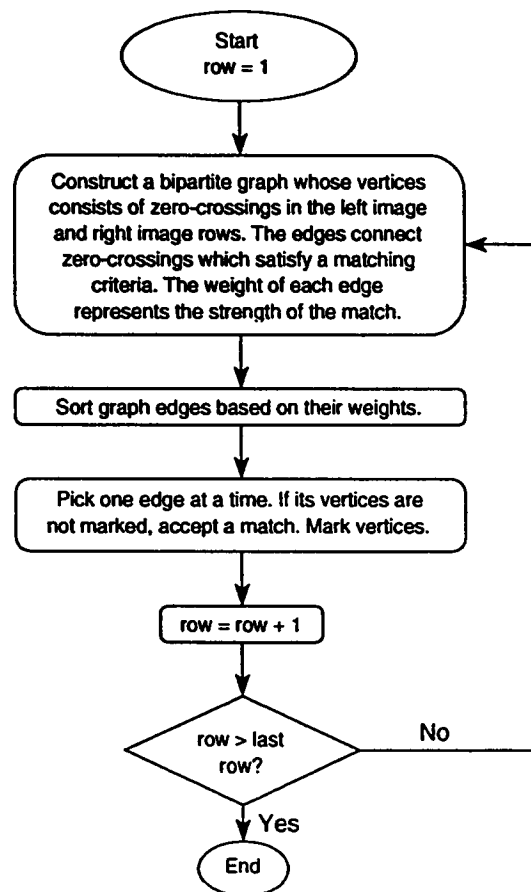 Start
row = 1
Construct a bipartite graph whose vertices
consists of zero-crossings in the left image
and right image rows. The edges connect
zero-crossings which satisfy a matching
criteria. The weight of each edge
represents the strength of the match.
Sort graph edges based on their weights.
Pick one edge at a time. If its vertices are
not marked, accept a match. Mark vertices.
row = row + 1
row > last
row?
No
Yes
End